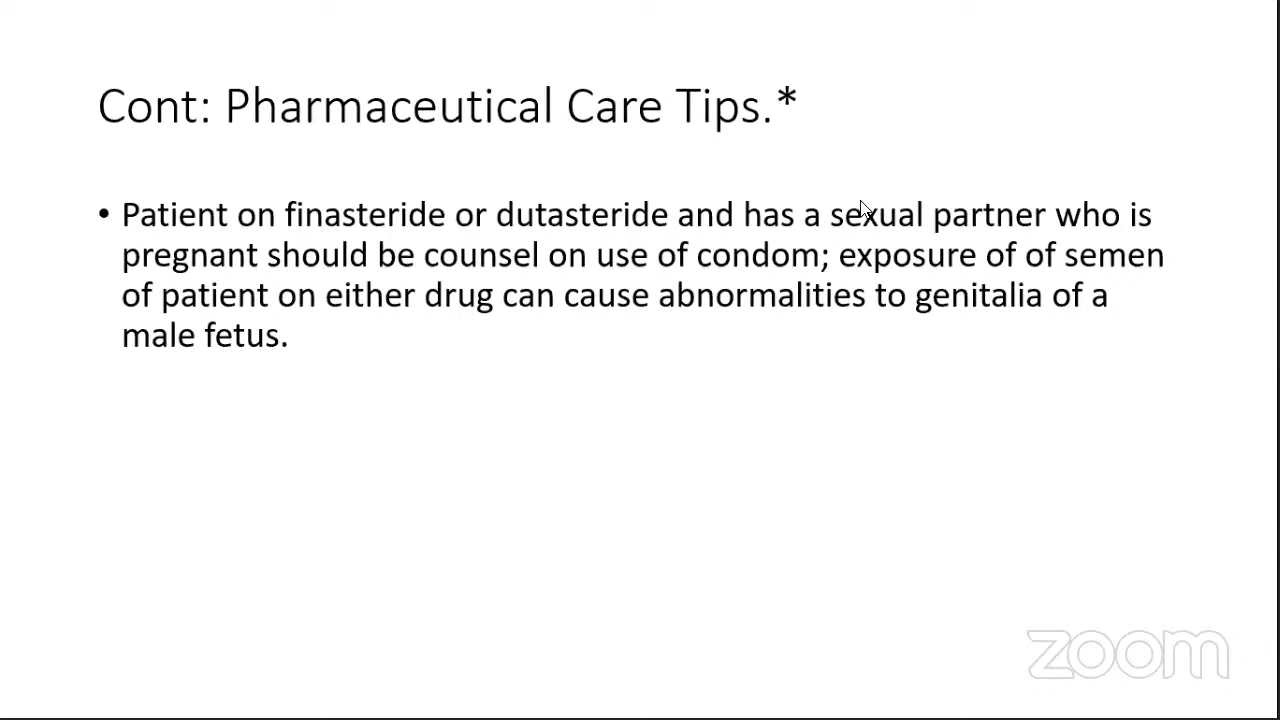 Cont: Pharmaceutical Care Tips.*
• Patient on finasteride or dutasteride and has a sexual partner who is
pregnant should be counsel on use of condom; exposure of of semen
of patient on either drug can cause abnormalities to genitalia of a
male fetus.
zoom